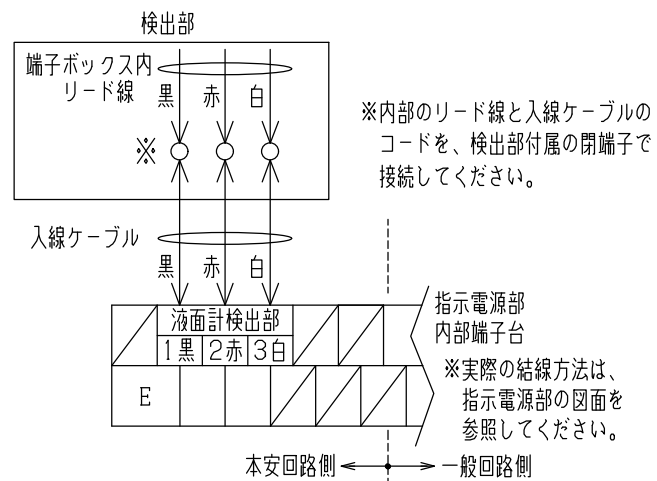 検出部
端子ボックス内
リード線
黒 赤 白
※
※内部のリード線と入線ケーブルの
コードを、検出部付属の閉端子で
接続してください。
入線ケーブル
黒 赤 白
液面計検出部
1黒 2赤 3白
E
指示電源部
内部端子台
※実際の結線方法は、
指示電源部の図面を
参照してください。
本安回路側 一般回路側